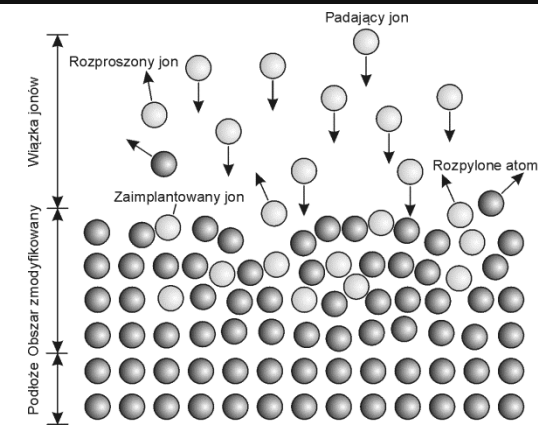 Padający jon
Rozproszony jon
Wiązka jonów
Rozpylone atom
Zaimplantowany jon
Obszar zmodyfikowany
Podłoże